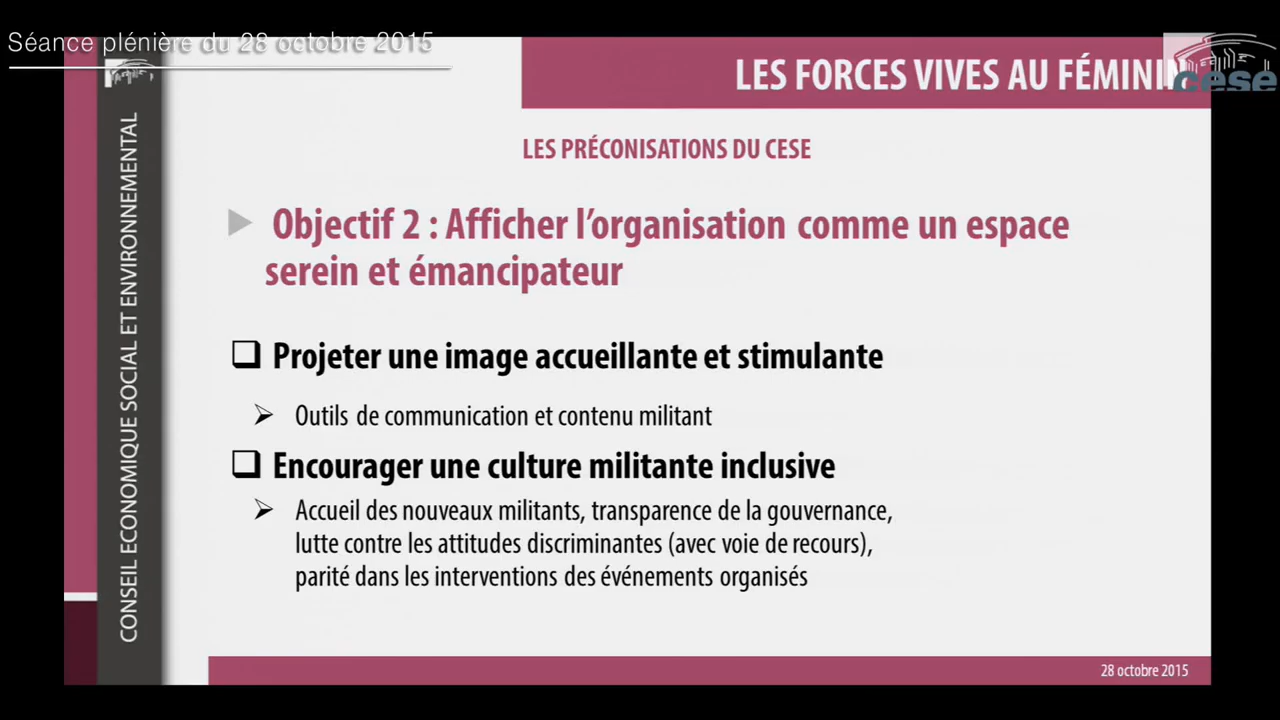 Séance plénière du 28 octobre 2015
LES FORCES VIVES AU FÉMININ
cese
CONSEIL ECONOMIQUE SOCIAL ET ENVIRONNEMENTAL
LES PRÉCONISATIONS DU CESE
Objectif 2 : Afficher l'organisation comme un espace
serein et émancipateur
Projeter une image accueillante et stimulante
Outils de communication et contenu militant
Encourager une culture militante inclusive
Accueil des nouveaux militants, transparence de la gouvernance,
lutte contre les attitudes discriminantes (avec voie de recours),
parité dans les interventions des événements organisés
28 octobre 2015